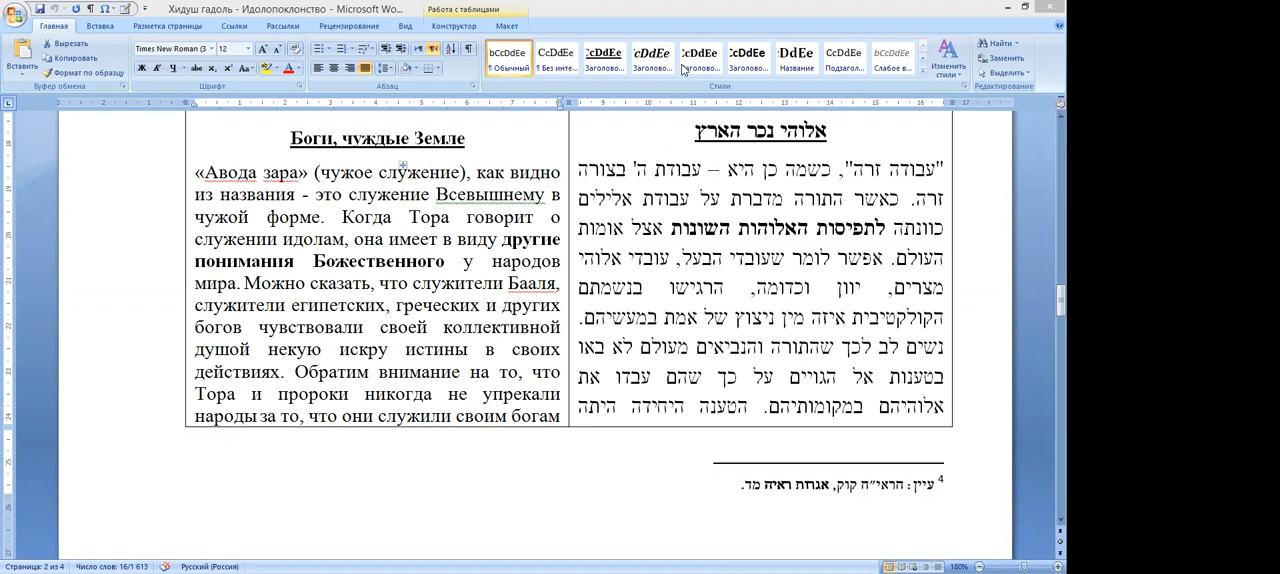 Хидуш гадоль - Идолопоклонство - Microsoft Wo...
Работа с таблицами
Главная
Вставка
Разметка страницы
Ссылки
Рассылки
Рецензирование
Вид
Конструктор
Макет
Вставить
Вырезать
Копировать
Формат по образцу
Буфер обмена
Times New Roman (З
12
Шрифт
Абзац
¶ Обычный
¶ Без инте...
Заголово...
Заголово...
Заголово...
Заголово...
Название
Подзагол...
Слабое в...
Стили
Изменить стили
Найти
Заменить
Выделить
Редактирование
Боги, чуждые Земле
«Авода зара» (чужое служение), как видно
из названия - это служение Всевышнему в
чужой форме. Когда Тора говорит о
служении идолам, она имеет в виду другие
понимания Божественного у народов
мира. Можно сказать, что служители Бааля,
служители египетских, греческих и других
богов чувствовали своей коллективной
душой некую искру истины в своих
действиях. Обратим внимание на то, что
Тора и пророки никогда не упрекали
народы за то, что они служили своим богам
אלוהי נכר הארץ
"עבודה זרה", כשמה כן היא – עבודת ה' בצורה
זרה. כאשר התורה מדברת על עבודת אלילים
כוונתה לתפיסות האלוהות השונות אצל אומות
העולם. אפשר לומר שעובדי הבעל, עובדי אלוהי
מצרים, יוון וכדומה, הרגישו בנשמתם
הקולקטיבית איזה מין ניצוץ של אמת במעשיהם.
נשים לב לכך שהתורה והנביאים מעולם לא באו
בטענות אל הגויים על כך שהם עבדו את
אלוהיהם במקומותיהם. הטענה היחידה היתה
4 עיין: הראי״ה קוק, אגרות ראיה מד.
Страница: 2 из 4
Число слов: 16/1 613
Русский (Россия)
180%